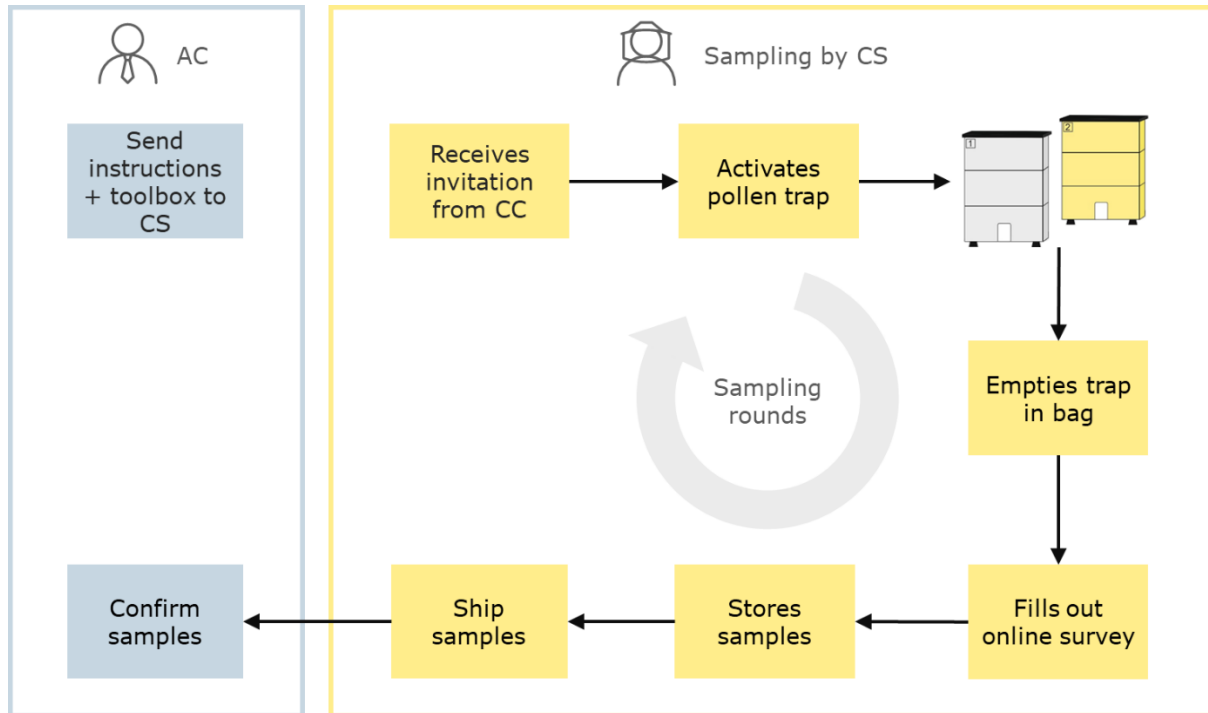 AC
Sampling by CS
Send
instructions
+ toolbox to
CS
Receives
invitation
from CC
Activates
pollen trap
1
2
Sampling
rounds
Empties trap
in bag
Confirm
samples
Ship
samples
Stores
samples
Fills out
online survey